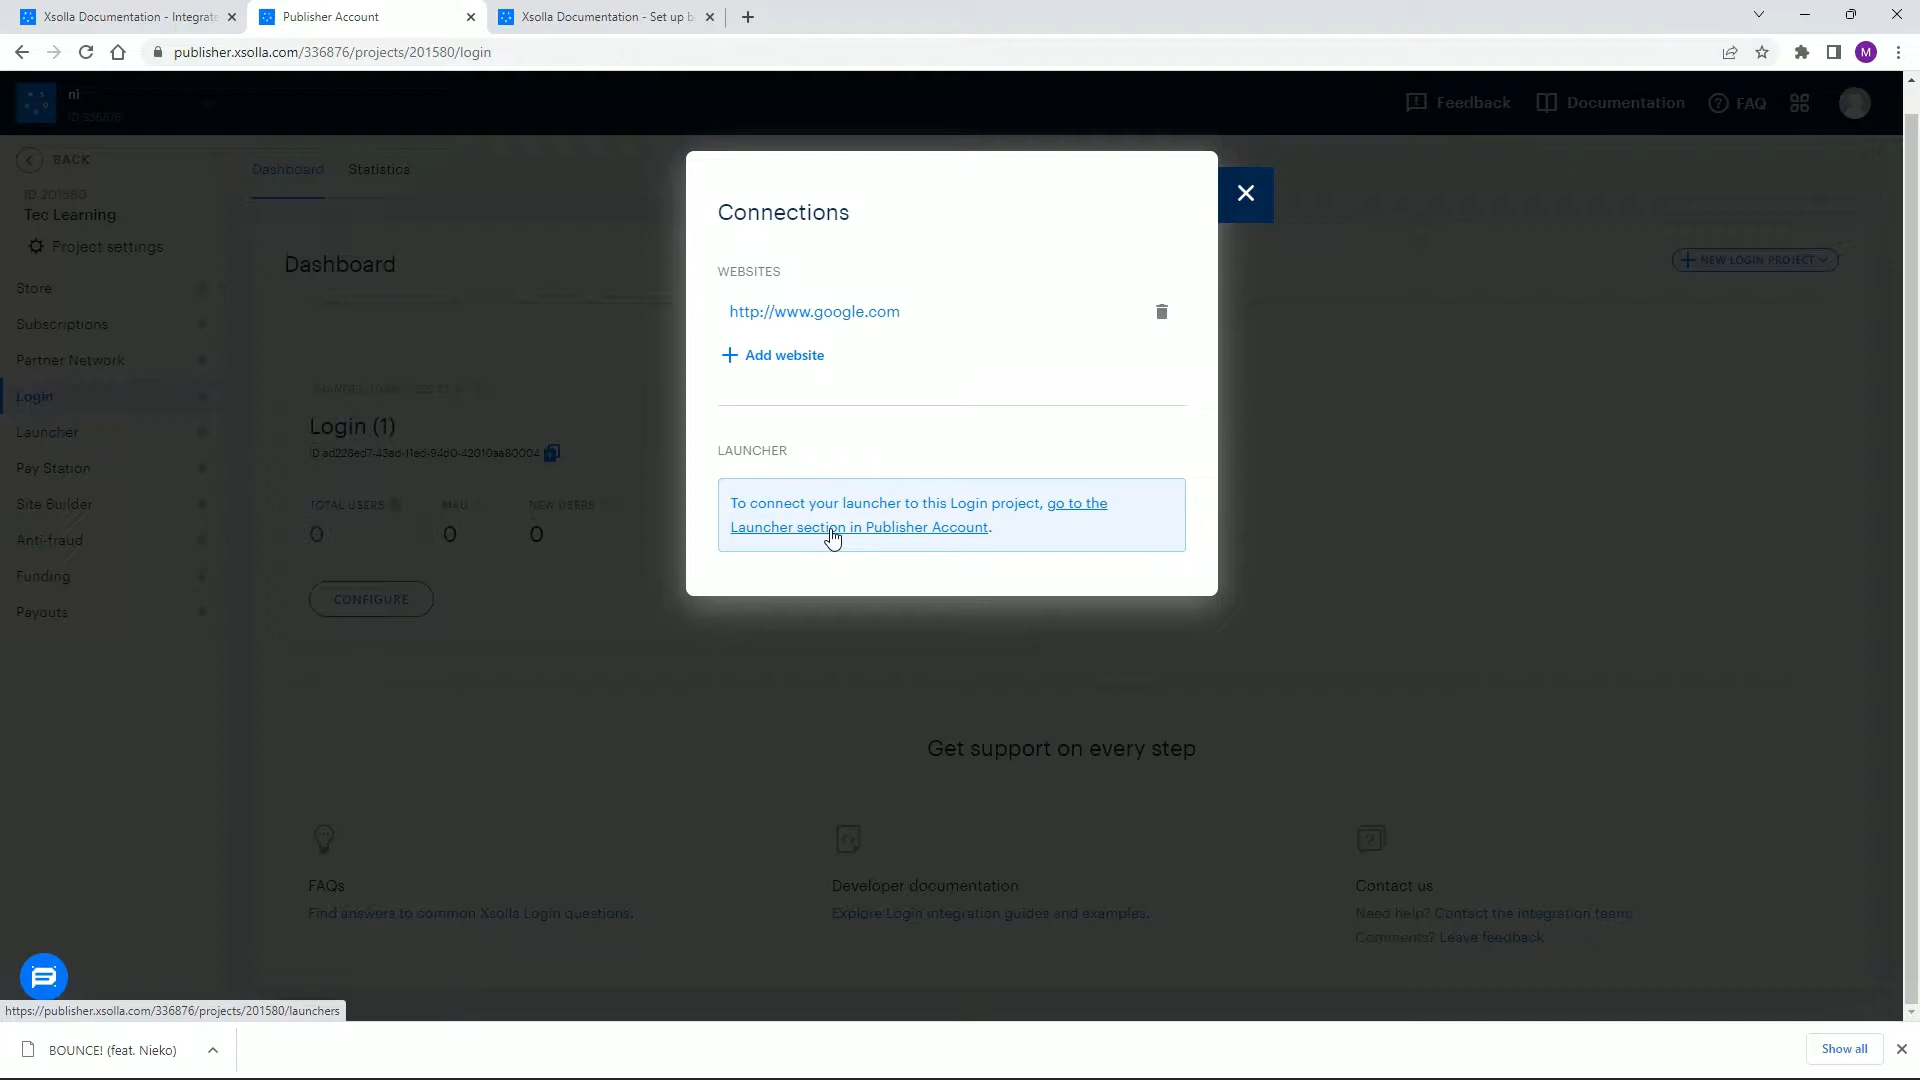 Xsolla Documentation - Integrate
Publisher Account
Xsolla Documentation - Set up b
publisher.xsolla.com/336876/projects/201580/login
M
ni
ID 336876
Feedback
Documentation
FAQ
BACK
Dashboard
Statistics
ID 201580
Tec Learning
Project settings
Store
Subscriptions
Partner Network
Login
Launcher
Pay Station
Site Builder
Anti-fraud
Funding
Payouts
Dashboard
NEW LOGIN PROJECT
Login (1)
TOTAL USERS
MAU
NEW USERS
0
0
0
CONFIGURE
Connections
WEBSITES
http://www.google.com
Add website
LAUNCHER
To connect your launcher to this Login project, go to the
Launcher section in Publisher Account.
Get support on every step
FAQs
Find answers to common Xsolla Login questions.
Developer documentation
Explore Login integration guides and examples.
Contact us
Need help? Contact the integration team.
Comments? Leave feedback
https://publisher.xsolla.com/336876/projects/201580/launchers
BOUNCE! (feat. Nieko)
Show all